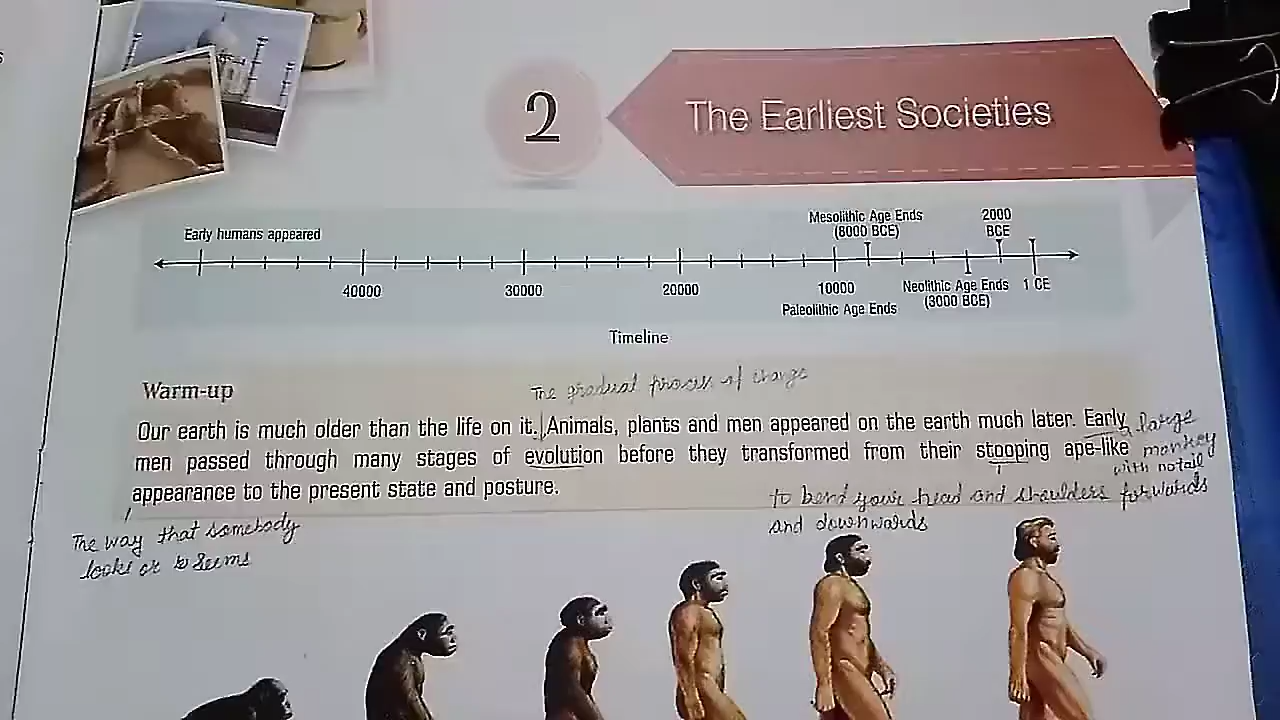 2
The Earliest Societies
Early humans appeared
Mesolithic Age Ends
(8000 BCE)
2000
BCE
40000
30000
20000
10000
Paleolithic Age Ends
Neolithic Age Ends
(3000 BCE)
1 CE
Timeline
Warm-up
The gradual process of change
Our earth is much older than the life on it. Animals, plants and men appeared on the earth much later. Early
men passed through many stages of evolution before they transformed from their stooping ape-like
appearance to the present state and posture.
a large
monkey
with no tail
to bend your head and shoulders forwards
and downwards
The way that somebody
looks or to seems